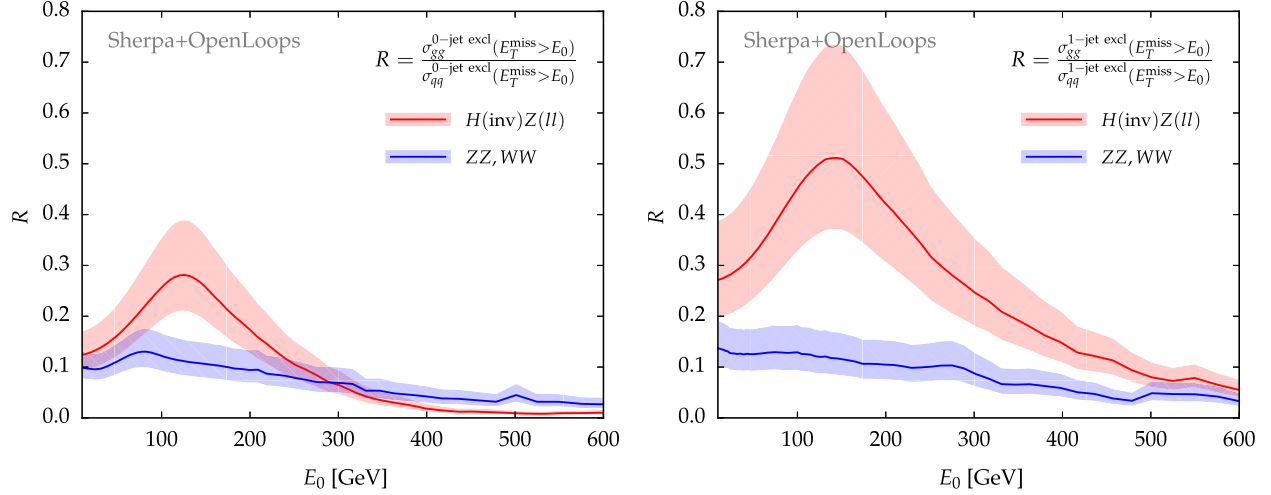 Sherpa+OpenLoops
R = σ_gg^{0−jet excl}(E_T^{miss}>E_0) / σ_qq^{0−jet excl}(E_T^{miss}>E_0)
H(inv)Z(ll)
ZZ, WW
R
0.8
0.7
0.6
0.5
0.4
0.3
0.2
0.1
0.0
100 200 300 400 500 600
E_0 [GeV]
Sherpa+OpenLoops
R = σ_gg^{1−jet excl}(E_T^{miss}>E_0) / σ_qq^{1−jet excl}(E_T^{miss}>E_0)
H(inv)Z(ll)
ZZ, WW
R
0.8
0.7
0.6
0.5
0.4
0.3
0.2
0.1
0.0
100 200 300 400 500 600
E_0 [GeV]